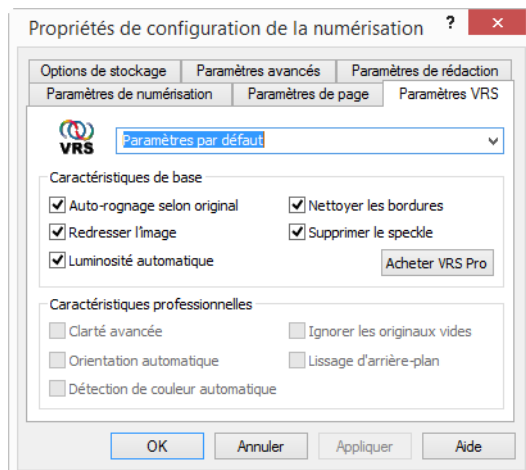 Propriétés de configuration de la numérisation ? ×
Options de stockage Paramètres avancés Paramètres de rédaction
Paramètres de numérisation Paramètres de page Paramètres VRS
VRS Paramètres par défaut
Caractéristiques de base
Auto-rognage selon original Nettoyer les bordures
Redresser l'image Supprimer le speckle
Luminosité automatique Acheter VRS Pro
Caractéristiques professionnelles
Clarté avancée Ignorer les originaux vides
Orientation automatique Lissage d'arrière-plan
Détection de couleur automatique
OK Annuler Appliquer Aide